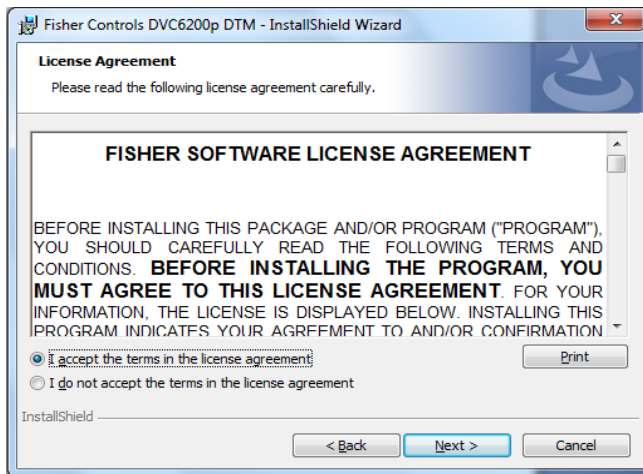 Fisher Controls DVC6200p DTM - InstallShield Wizard
License Agreement
Please read the following license agreement carefully.
FISHER SOFTWARE LICENSE AGREEMENT
BEFORE INSTALLING THIS PACKAGE AND/OR PROGRAM ("PROGRAM"),
YOU SHOULD CAREFULLY READ THE FOLLOWING TERMS AND
CONDITIONS. BEFORE INSTALLING THE PROGRAM, YOU
MUST AGREE TO THIS LICENSE AGREEMENT. FOR YOUR
INFORMATION, THE LICENSE IS DISPLAYED BELOW. INSTALLING THIS
PROGRAM INDICATES YOUR AGREEMENT TO AND/OR CONFIRMATION
I accept the terms in the license agreement
Print
I do not accept the terms in the license agreement
InstallShield
< Back
Next >
Cancel